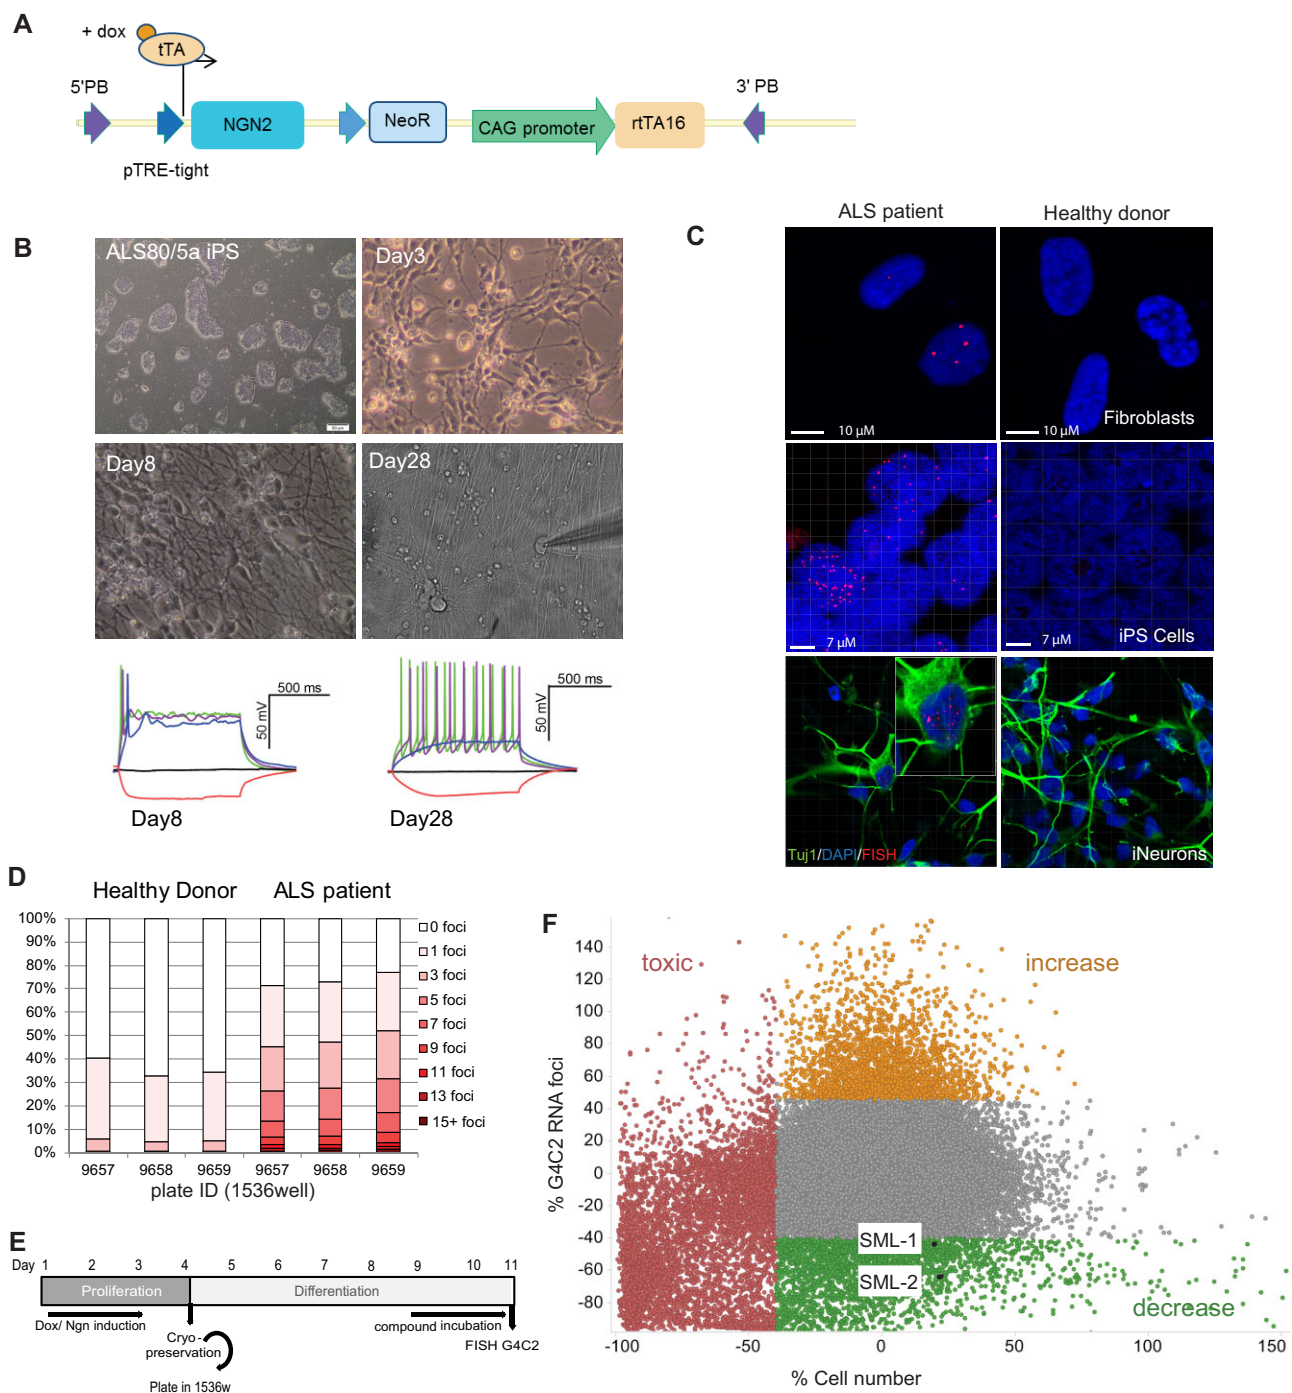 A
+ dox
tTA
5'PB
3' PB
NGN2
NeoR
CAG promoter
rtTA16
pTRE-tight
B
ALS80/5a iPS
Day3
Day8
Day28
500 ms
50 mV
500 ms
50 mV
Day8
Day28
C
ALS patient
Healthy donor
10 µM
10 µM
Fibroblasts
7 µM
7 µM
iPS Cells
Tuj1/DAPI/FISH
iNeurons
D
Healthy Donor
ALS patient
100%
90%
80%
70%
60%
50%
40%
30%
20%
10%
0%
0 foci
1 foci
3 foci
5 foci
7 foci
9 foci
11 foci
13 foci
15+ foci
9657
9658
9659
9657
9658
9659
plate ID (1536well)
E
Day 1 2 3 4 5 6 7 8 9 10 11
Proliferation
Differentiation
Dox/ Ngn induction
compound incubation
Cryo-
preservation
FISH G4C2
Plate in 1536w
F
toxic
increase
decrease
SML-1
SML-2
% G4C2 RNA foci
140
120
100
80
60
40
20
0
-20
-40
-60
-80
-100
-50
0
50
100
150
% Cell number